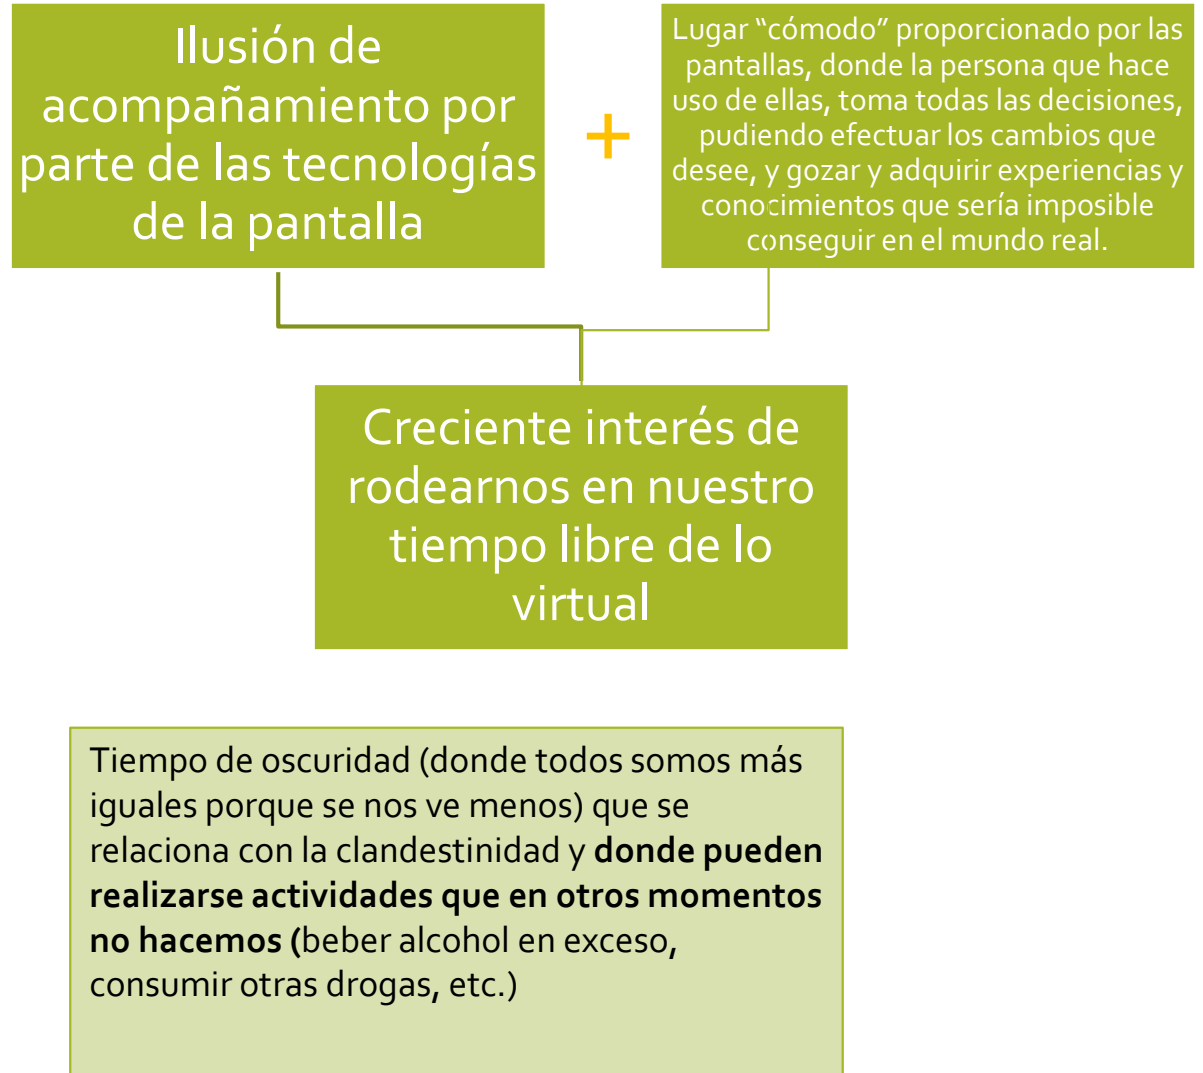 Ilusión de
acompañamiento por
parte de las tecnologías
de la pantalla
+
Lugar “cómodo” proporcionado por las
pantallas, donde la persona que hace
uso de ellas, toma todas las decisiones,
pudiendo efectuar los cambios que
desee, y gozar y adquirir experiencias y
conocimientos que sería imposible
conseguir en el mundo real.
Creciente interés de
rodearnos en nuestro
tiempo libre de lo
virtual
Tiempo de oscuridad (donde todos somos más
iguales porque se nos ve menos) que se
relaciona con la clandestinidad y donde pueden
realizarse actividades que en otros momentos
no hacemos (beber alcohol en exceso,
consumir otras drogas, etc.)